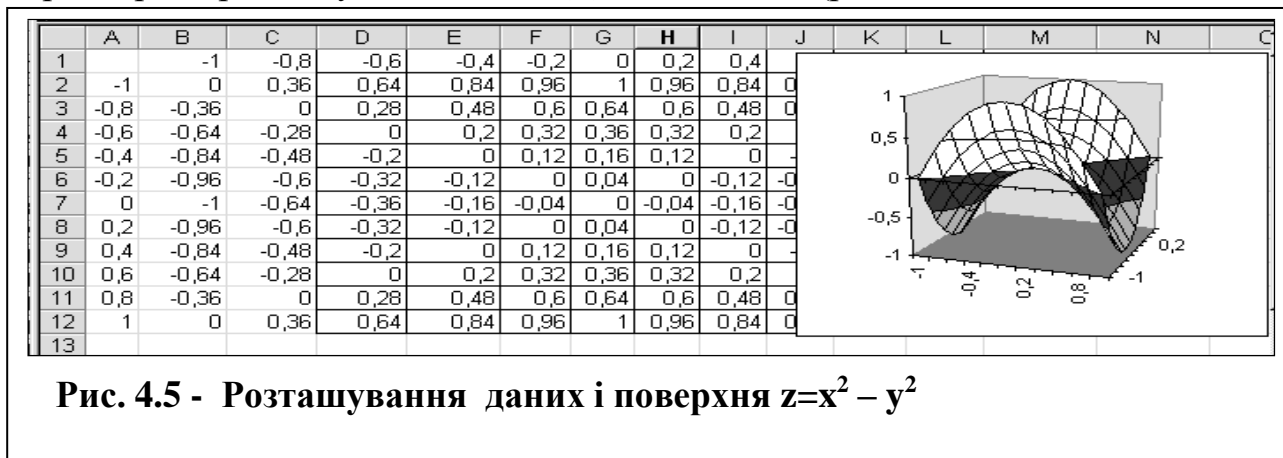 A B C D E F G H I J K L M N
1 -1 -0,8 -0,6 -0,4 -0,2 0 0,2 0,4
2 -1 0 0,36 0,64 0,84 0,96 1 0,96 0,84 0
3 -0,8 -0,36 0 0,28 0,48 0,6 0,64 0,6 0,48 0
4 -0,6 -0,64 -0,28 0 0,2 0,32 0,36 0,32 0,2
5 -0,4 -0,84 -0,48 -0,2 0 0,12 0,16 0,12 0 -
6 -0,2 -0,96 -0,6 -0,32 -0,12 0 0,04 0 -0,12 -0
7 0 -1 -0,64 -0,36 -0,16 -0,04 0 -0,04 -0,16 -0
8 0,2 -0,96 -0,6 -0,32 -0,12 0 0,04 0 -0,12 -0
9 0,4 -0,84 -0,48 -0,2 0 0,12 0,16 0,12 0 -
10 0,6 -0,64 -0,28 0 0,2 0,32 0,36 0,32 0,2
11 0,8 -0,36 0 0,28 0,48 0,6 0,64 0,6 0,48 0
12 1 0 0,36 0,64 0,84 0,96 1 0,96 0,84 0
13
1
0,5
0
-0,5
-1
-1 -0,4 0,2 0,8
-1 0,2
Рис. 4.5 - Розташування даних і поверхня z=x² – y²